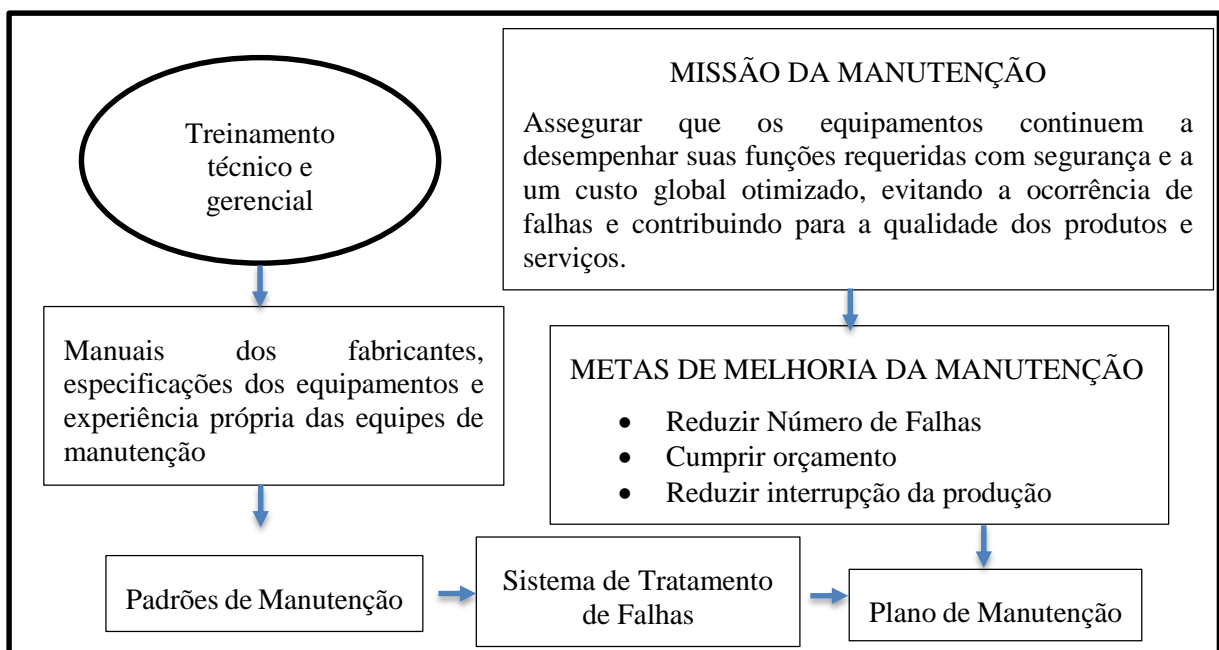 Treinamento
técnico e
gerencial
MISSÃO DA MANUTENÇÃO
Assegurar que os equipamentos continuem a
desempenhar suas funções requeridas com segurança e a
um custo global otimizado, evitando a ocorrência de
falhas e contribuindo para a qualidade dos produtos e
serviços.
Manuais dos fabricantes,
especificações dos equipamentos e
experiência própria das equipes de
manutenção
METAS DE MELHORIA DA MANUTENÇÃO
• Reduzir Número de Falhas
• Cumprir orçamento
• Reduzir interrupção da produção
Padrões de Manutenção
Sistema de Tratamento
de Falhas
Plano de Manutenção